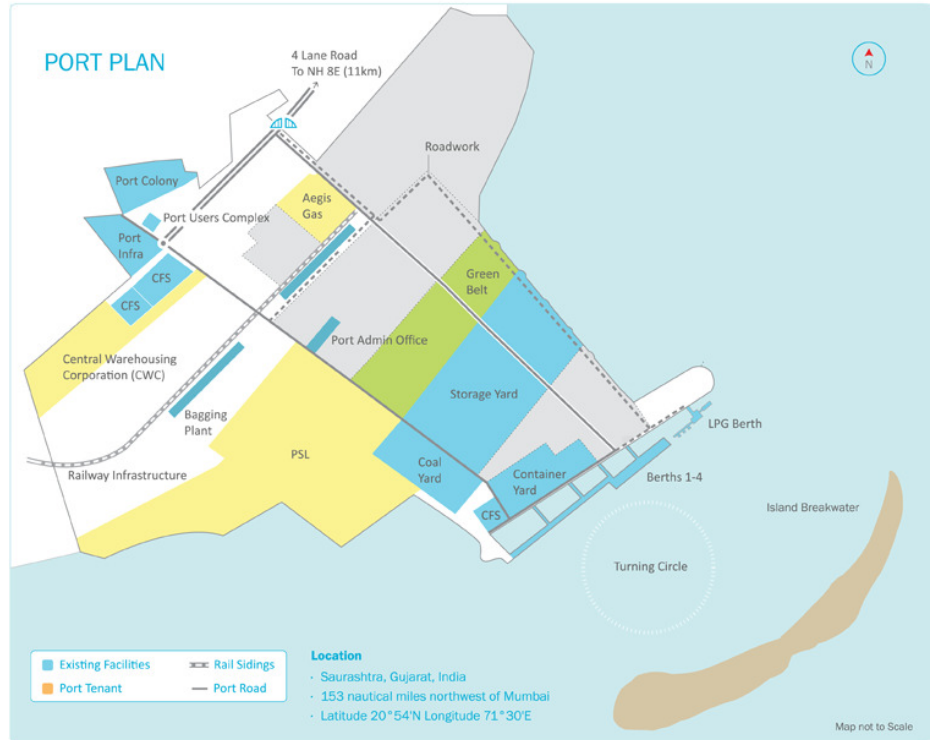 PORT PLAN
4 Lane Road
To NH 8E (11km)
N
Roadwork
Port Colony
Aegis
Gas
Port Users Complex
Port
Infra
CFS
CFS
Green
Belt
Port Admin Office
Central Warehousing
Corporation (CWC)
Storage Yard
Bagging
Plant
LPG Berth
PSL
Coal
Yard
Container
Yard
Railway Infrastructure
Berths 1-4
CFS
Island Breakwater
Turning Circle
Existing Facilities
Rail Sidings
Port Tenant
Port Road
Location
· Saurashtra, Gujarat, India
· 153 nautical miles northwest of Mumbai
· Latitude 20°54'N Longitude 71°30'E
Map not to Scale